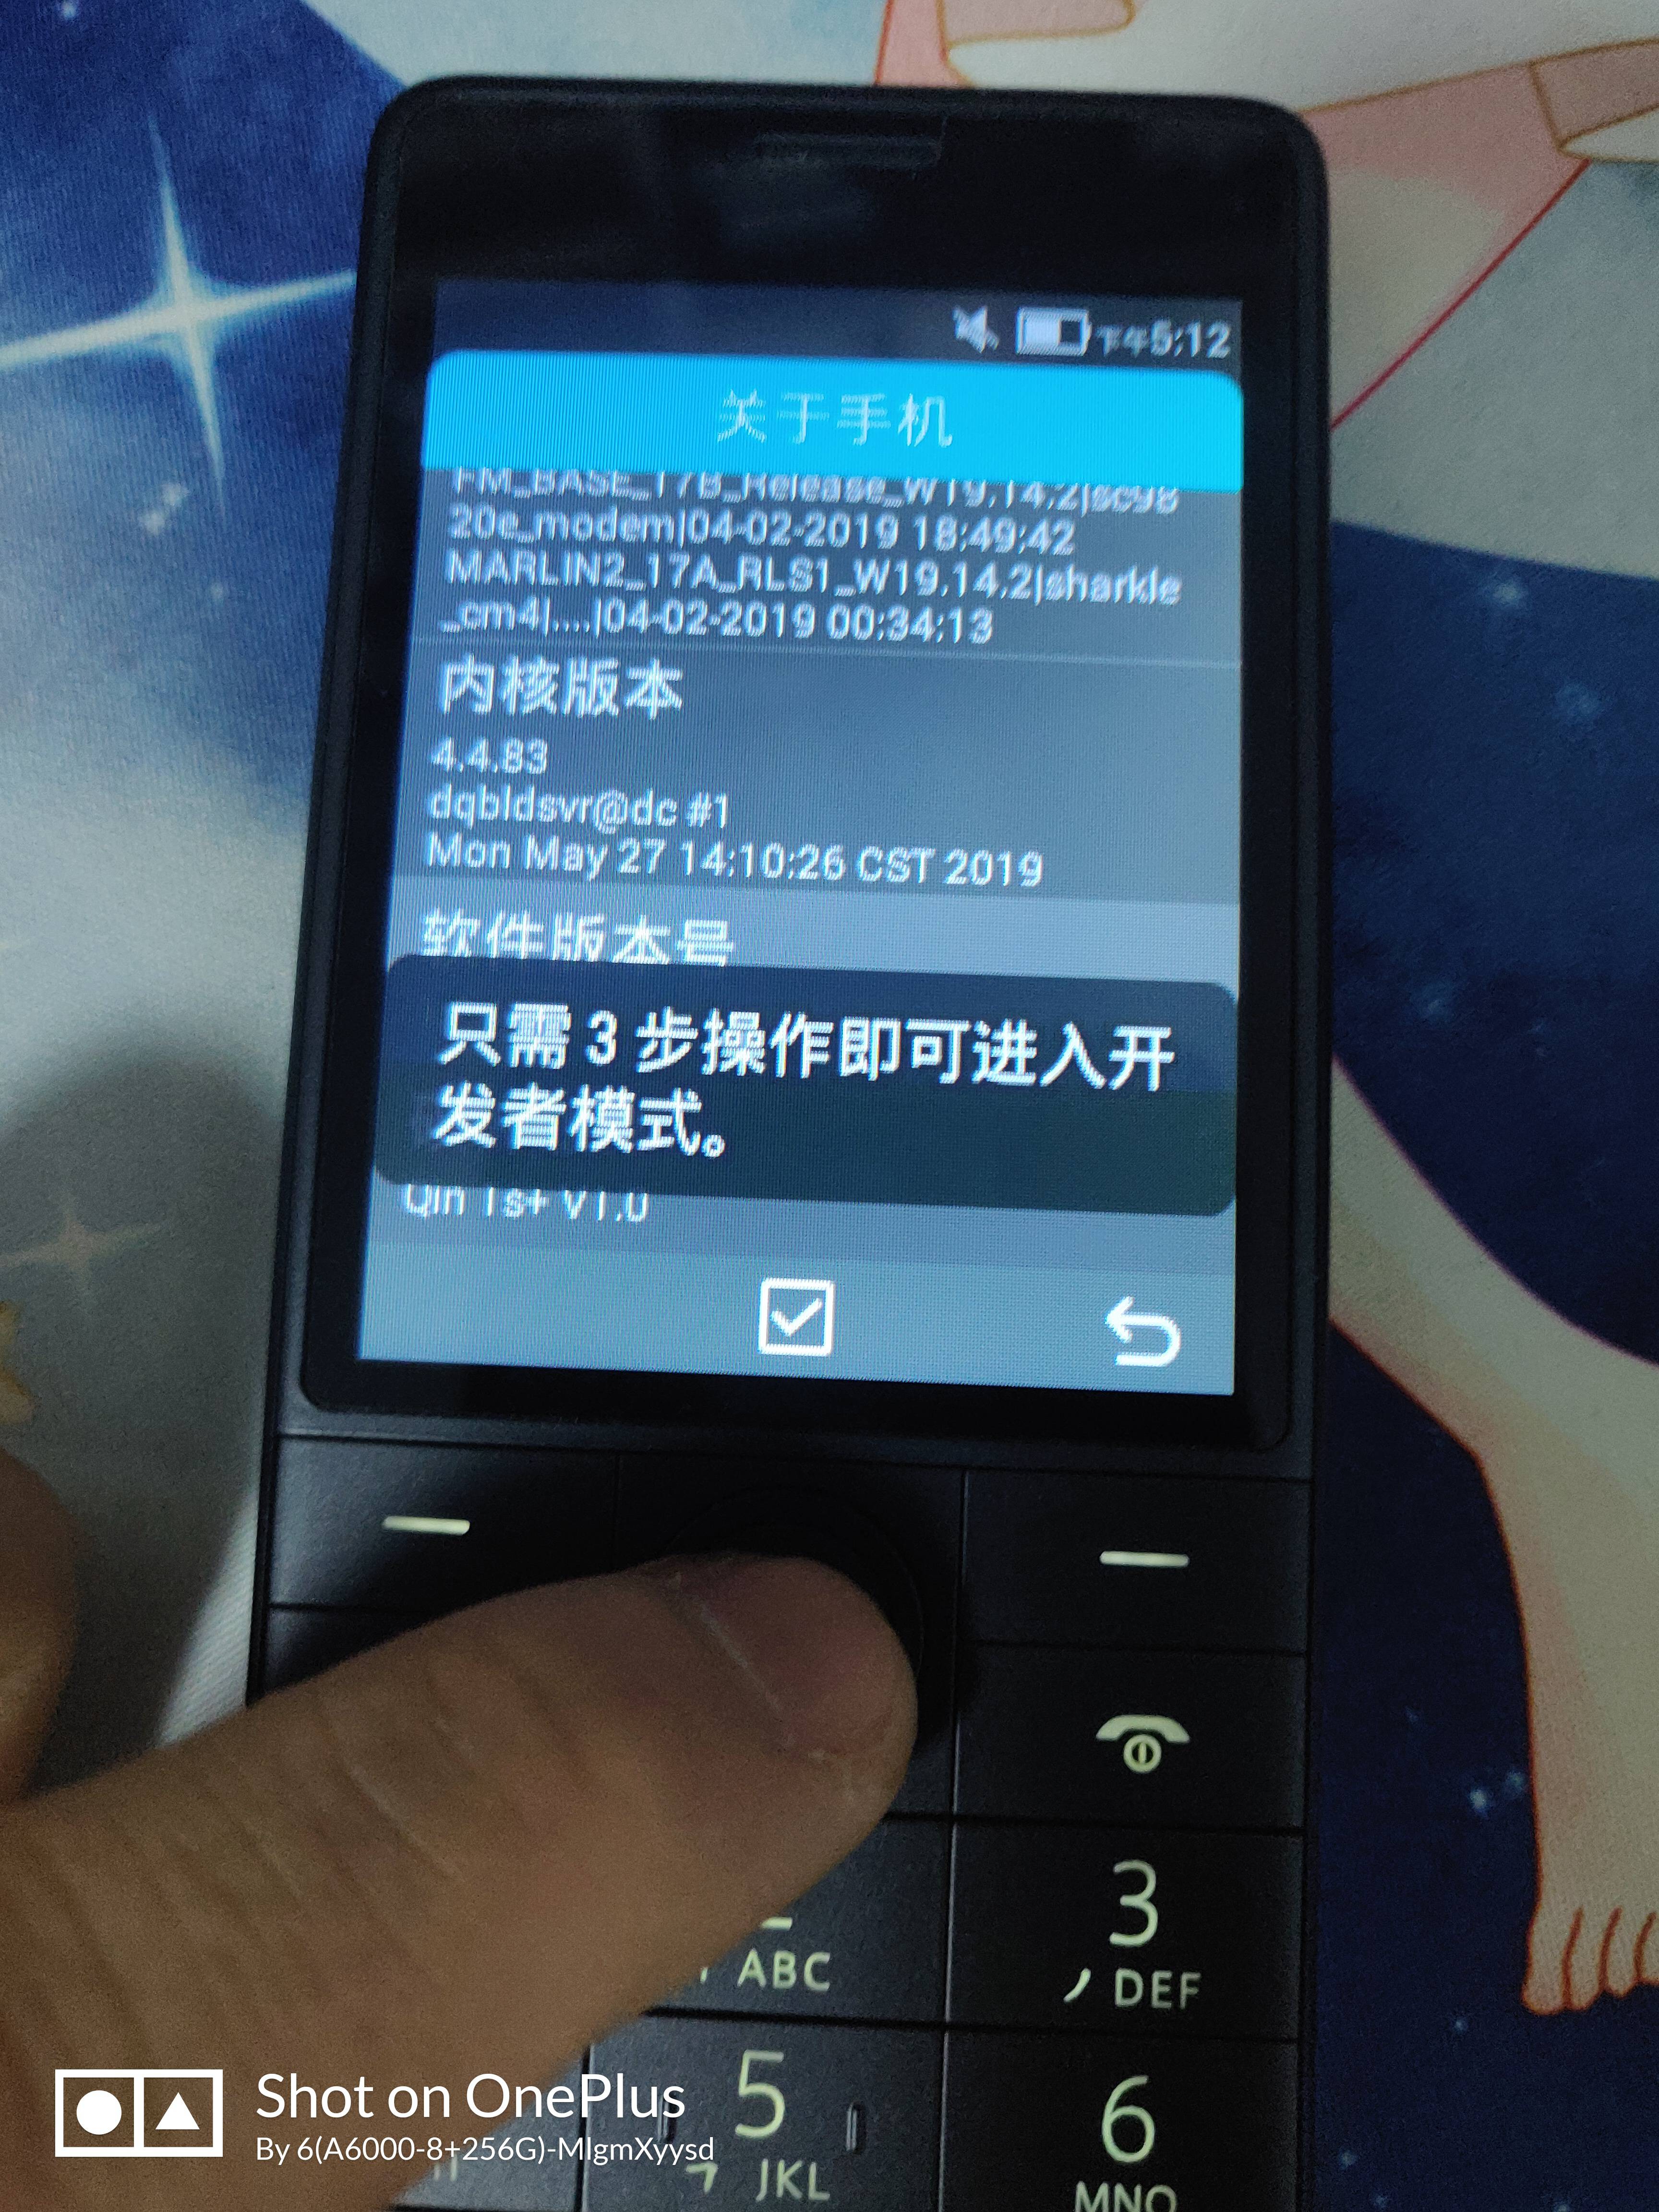 下午5:12
关于手机
FM_BASE_17B_Release_W19.14.2|sc98
20e_modem|04-02-2019 18:49:42
MARLIN2_17A_RLS1_W19.14.2|sharkle
_cm4|....|04-02-2019 00:34:13
内核版本
4.4.83
dqbldsvr@dc #1
Mon May 27 14:10:26 CST 2019
软件版本号
只需 3 步操作即可进入开
发者模式。
Qin 1s+ V1.0
ABC
3
DEF
5
JKL
6
MNO
Shot on OnePlus
By 6(A6000-8+256G)-MlgmXyysd